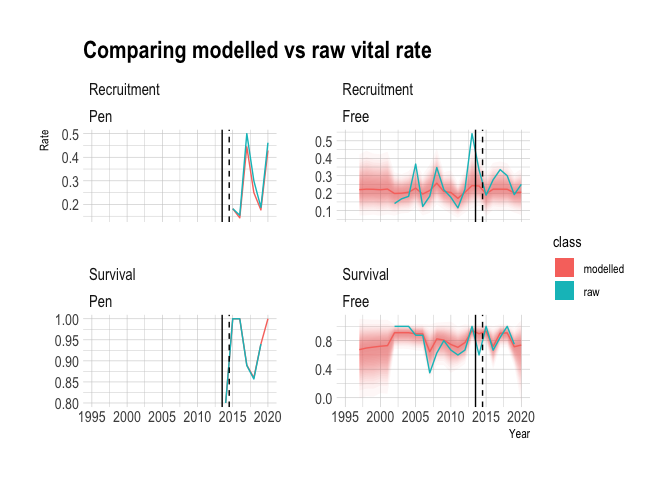 Comparing modelled vs raw vital rate
Recruitment
Pen
Recruitment
Free
Rate
0.5
0.4
0.3
0.2
0.5
0.4
0.3
0.2
0.1
Survival
Pen
Survival
Free
1.00
0.95
0.90
0.85
0.80
0.8
0.4
0.0
1995 2000 2005 2010 2015 2020
1995 2000 2005 2010 2015 2020
Year
class
modelled
raw